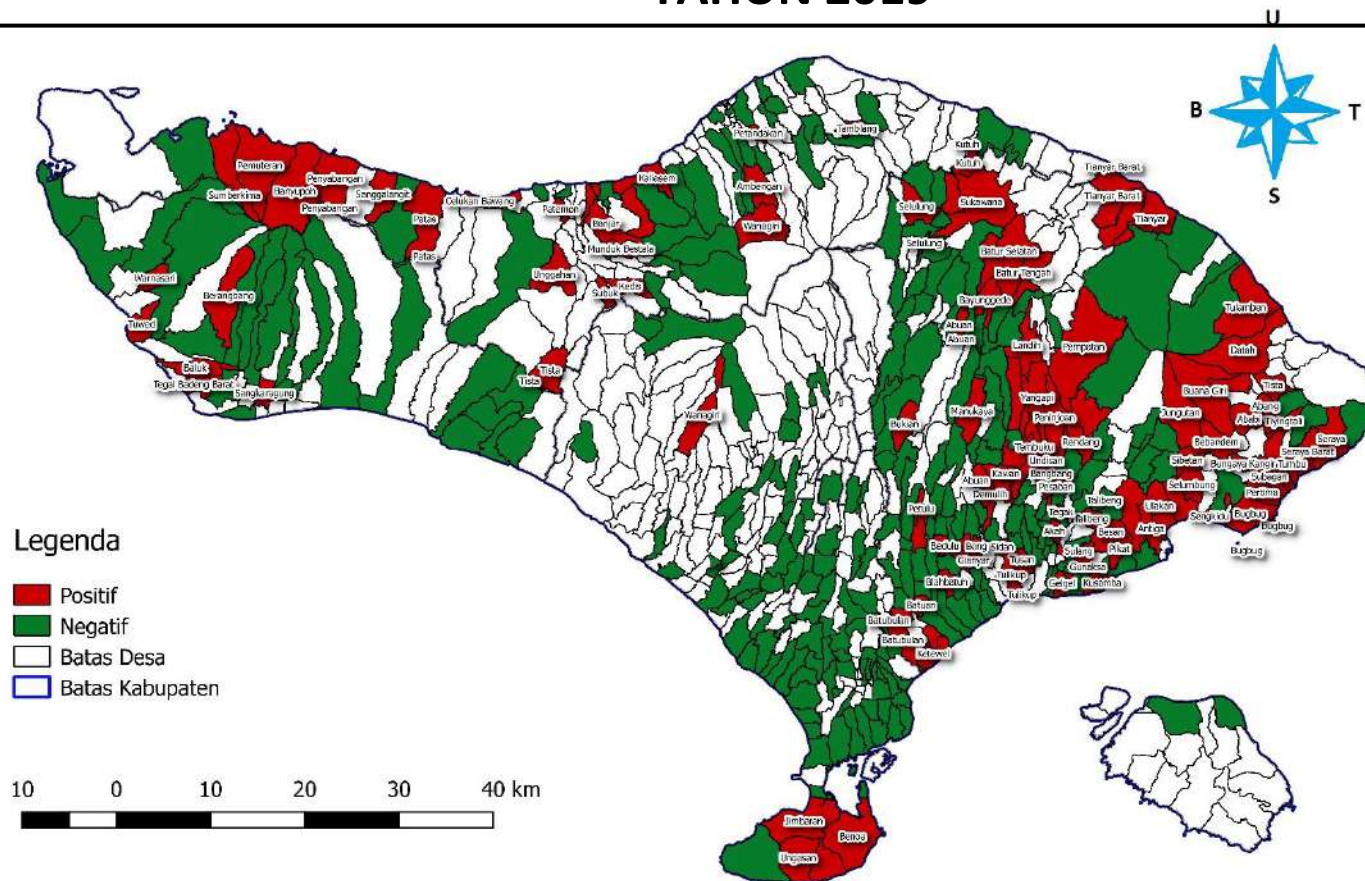 U
B
T
S
Pemuteran
Sumberkima
Banyupoh
Penyabangan
Penyabangan
Sanggalangit
Patas
Patas
Celukan Bawang
Patemon
Kaliasem
Banjar
Munduk Bestala
Unggahan
Subuk
Kedis
Petandakan
Tamblang
Ambengan
Wanagiri
Kutuh
Kutuh
Selulung
Sukawana
Selulung
Tianyar Barat
Tianyar Barat
Tianyar
Batur Selatan
Batur Tengah
Bayunggede
Abuan
Abuan
Landih
Pempatan
Tulamben
Datah
Warnasari
Berangbang
Tuwed
Baluk
Tegal Badeng Barat
Sangkaragung
Tista
Tista
Wanagiri
Bukian
Manukaya
Yangapi
Peninjoan
Tembuku
Rendang
Undisan
Kawan
Bangbang
Abuan
Pesaban
Demulih
Buana Giri
Tista
Jungutan
Abang
Ababi
Tiyingtali
Seraya
Bebandem
Seraya Barat
Sibetan
Bungaya Kangin
Tumbu
Subagan
Selumbung
Pertima
Sengkidu
Bugbug
Bugbug
Bugbug
Talibeng
Ulakan
Tegak
Talibeng
Petulu
Akah
Besan
Antiga
Bedulu
Beng
Sidan
Sulang
Pikat
Gianyar
Tusan
Gunaksa
Tulikup
Blahbatuh
Gelgel
Kusamba
Tulikup
Batuan
Batubulan
Batubulan
Ketewel
Jimbaran
Benoa
Ungasan
Legenda
Positif
Negatif
Batas Desa
Batas Kabupaten
10 0 10 20 30 40 km